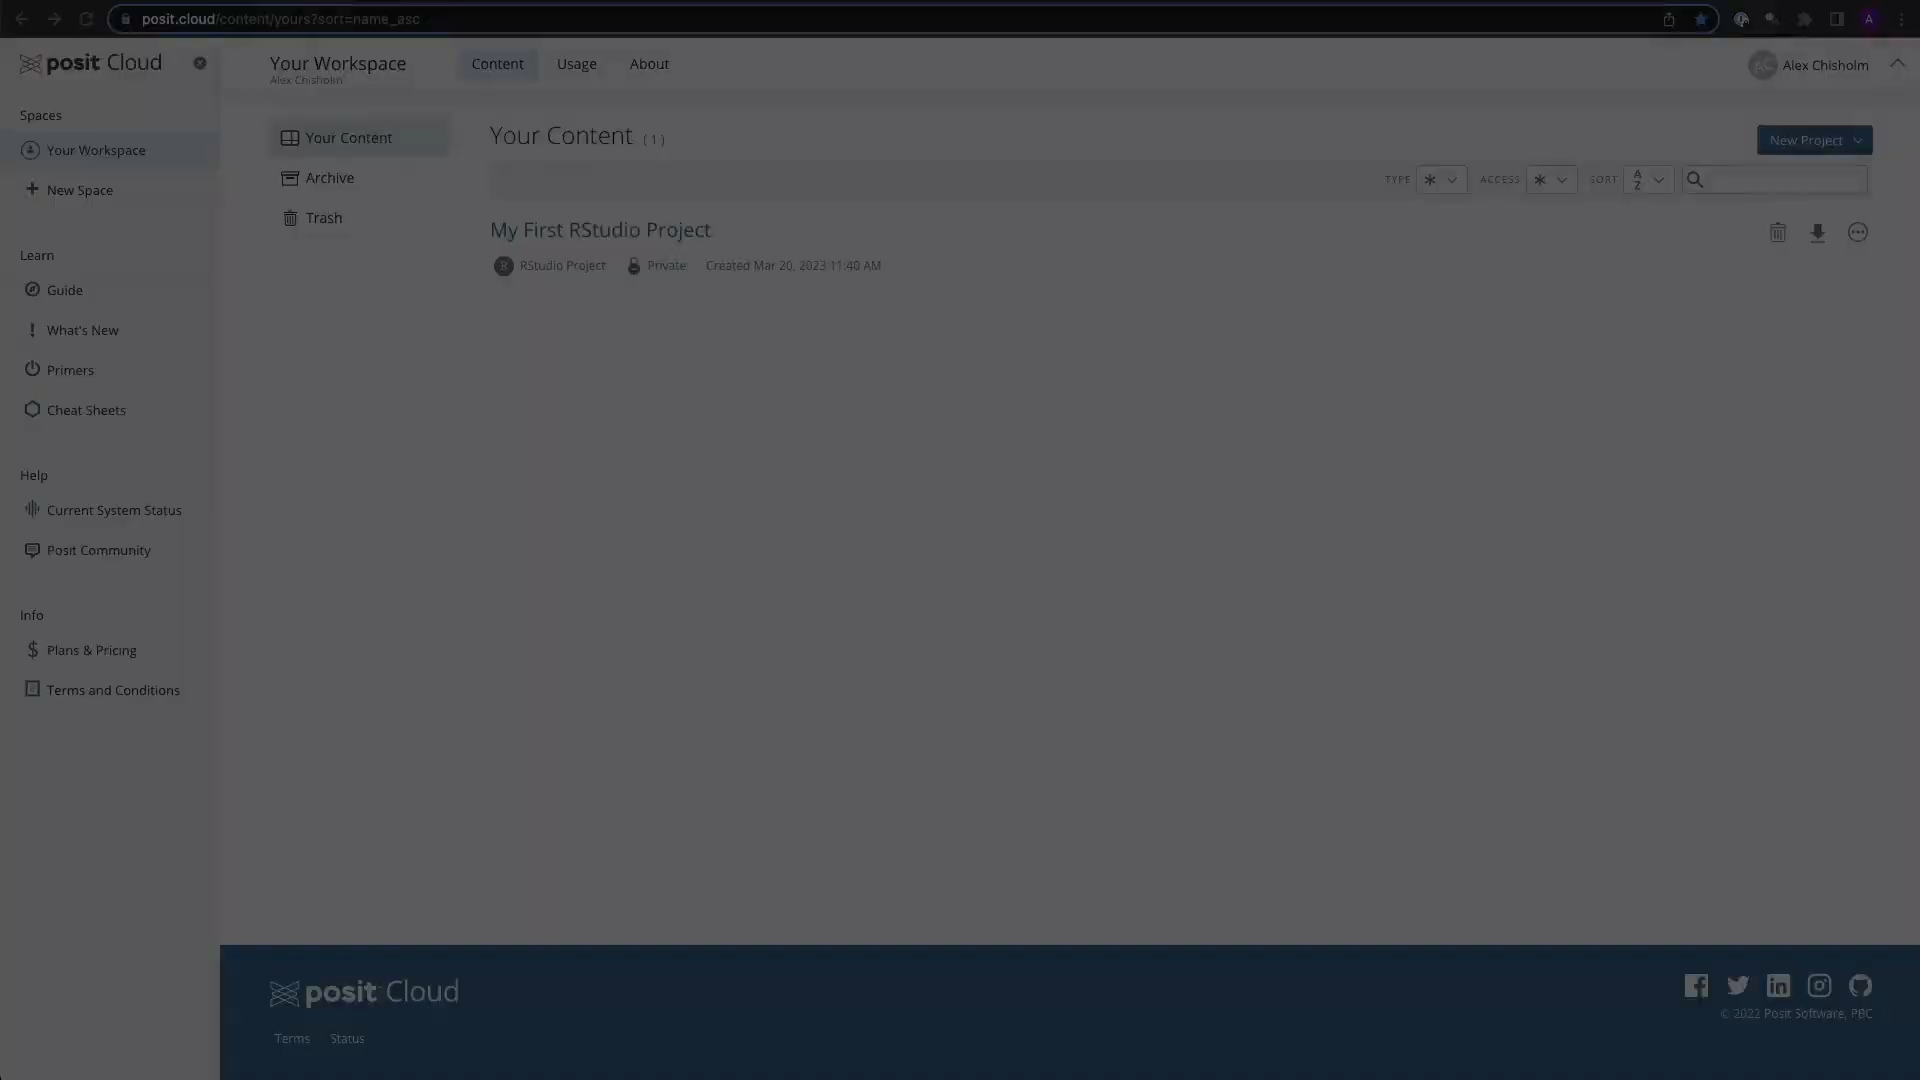 posit.cloud/content/yours?sort=name_asc
A
posit Cloud
Your Workspace
Alex Chisholm
Content
Usage
About
AC
Alex Chisholm
Spaces
Your Workspace
New Space
Learn
Guide
What's New
Primers
Cheat Sheets
Help
Current System Status
Posit Community
Info
Plans & Pricing
Terms and Conditions
Your Content
Archive
Trash
Your Content (1)
New Project
TYPE
ACCESS
SORT
A
Z
My First RStudio Project
R
RStudio Project
Private
Created Mar 20, 2023 11:40 AM
posit Cloud
Terms
Status
© 2022 Posit Software, PBC